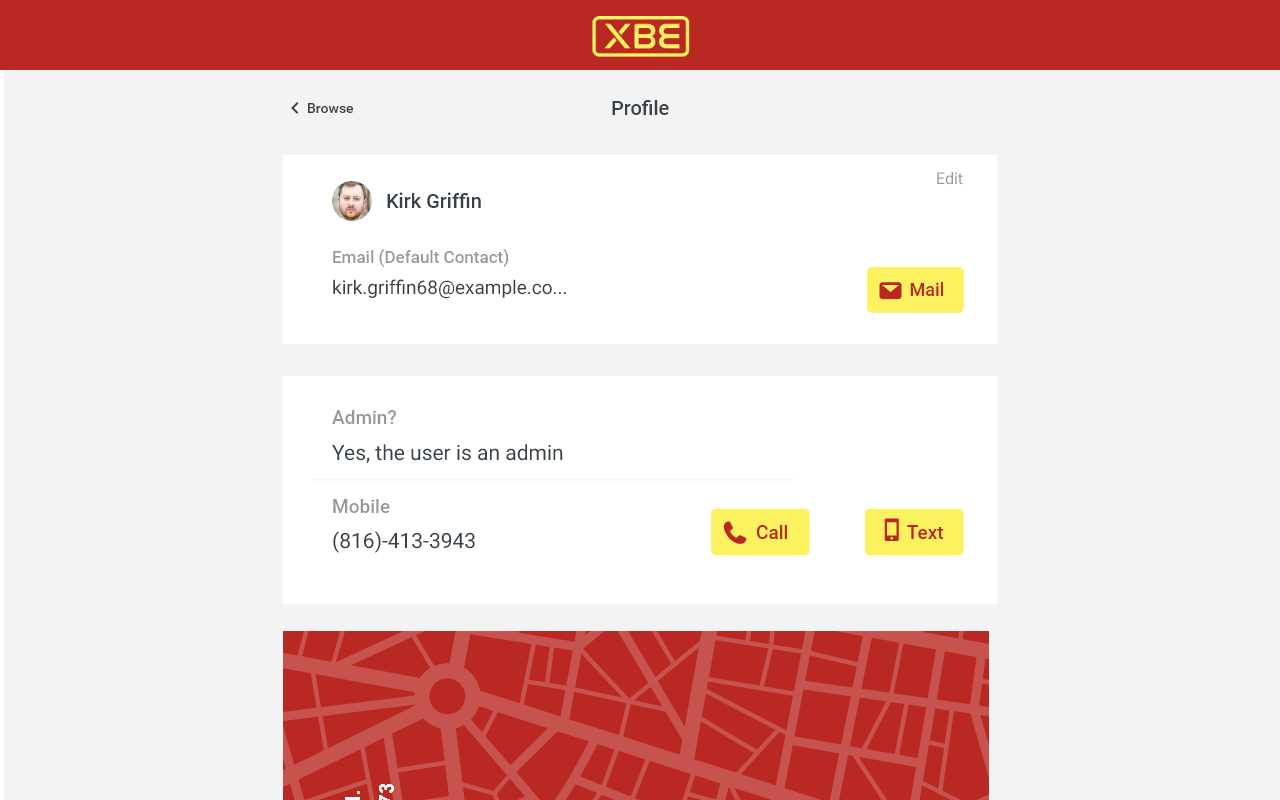 XBE
Browse
Profile
Edit
Kirk Griffin
Email (Default Contact)
kirk.griffin68@example.co...
Mail
Admin?
Yes, the user is an admin
Mobile
(816)-413-3943
Call
Text
73